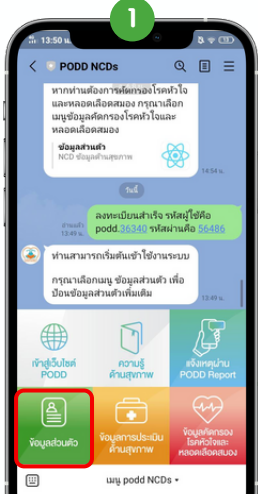 1
13:50 น.
PODD NCDs
หากท่านต้องการคัดกรองโรคหัวใจ
และหลอดเลือดสมอง กรุณาเลือก
เมนูข้อมูลคัดกรองโรคหัวใจและ
หลอดเลือดสมอง
ข้อมูลส่วนตัว
NCD ข้อมูลด้านสุขภาพ
14:54 น.
วันนี้
ลงทะเบียนสำเร็จ รหัสผู้ใช้คือ
podd.36340 รหัสผ่านคือ 56486
อ่านแล้ว
13:49 น.
ท่านสามารถเริ่มต้นเข้าใช้งานระบบ
กรุณาเลือกเมนู ข้อมูลส่วนตัว เพื่อ
ป้อนข้อมูลส่วนตัวเพิ่มเติม
13:49 น.
เข้าสู่เว็บไซต์
PODD
ความรู้
ด้านสุขภาพ
แจ้งเหตุผ่าน
PODD Report
ข้อมูลส่วนตัว
ข้อมูลการประเมิน
ด้านสุขภาพ
ข้อมูลคัดกรอง
โรคหัวใจและ
หลอดเลือดสมอง
เมนู podd NCDs